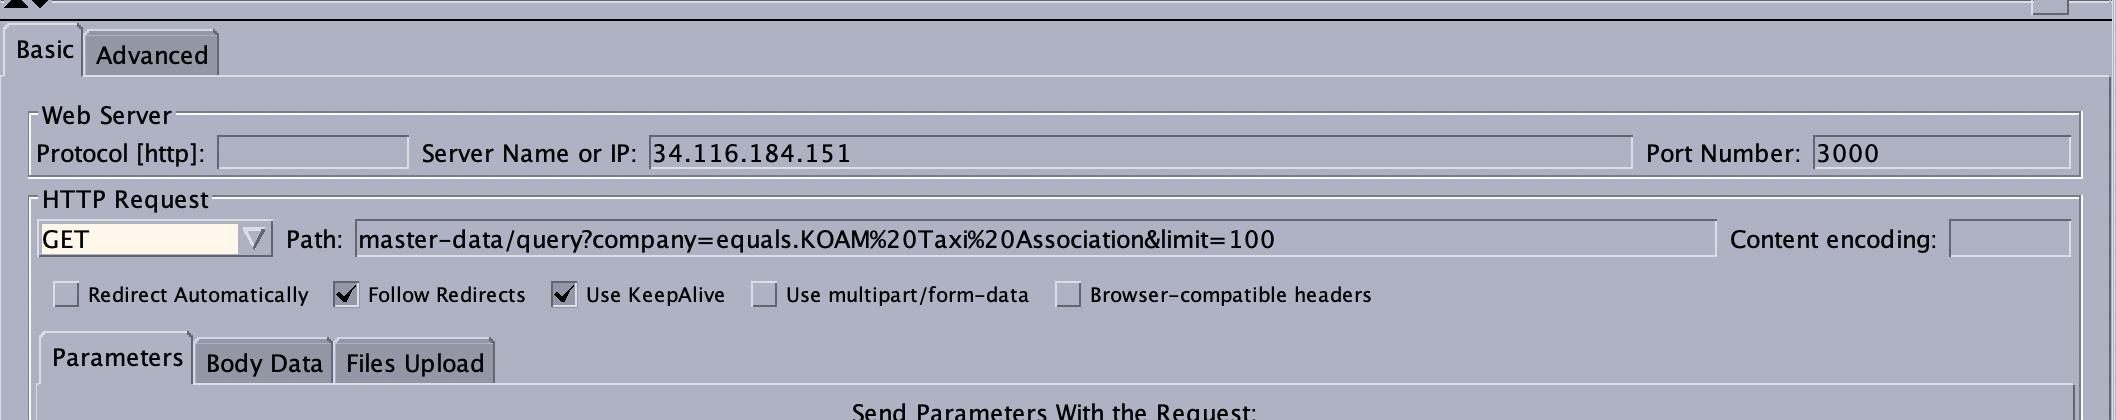 Basic Advanced
Web Server
Protocol [http]: Server Name or IP: 34.116.184.151 Port Number: 3000
HTTP Request
GET Path: master-data/query?company=equals.KOAM%20Taxi%20Association&limit=100 Content encoding:
Redirect Automatically Follow Redirects Use KeepAlive Use multipart/form-data Browser-compatible headers
Parameters Body Data Files Upload
Send Parameters With the Request: